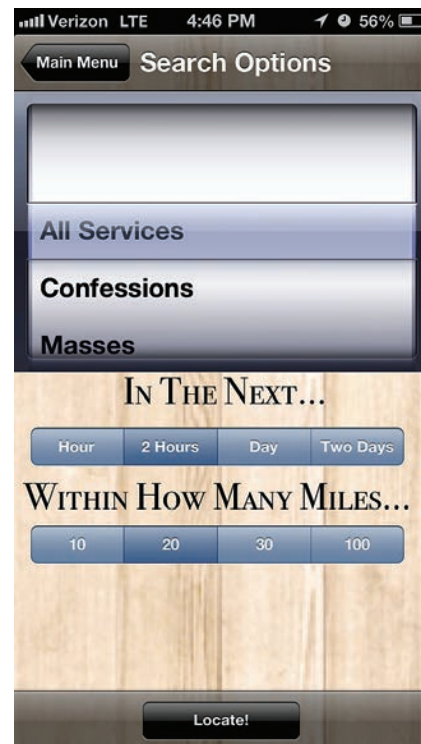 Verizon LTE 4:46 PM 56%
Main Menu Search Options
All Services
Confessions
Masses
In The Next...
Hour 2 Hours Day Two Days
Within How Many Miles...
10 20 30 100
Locate!